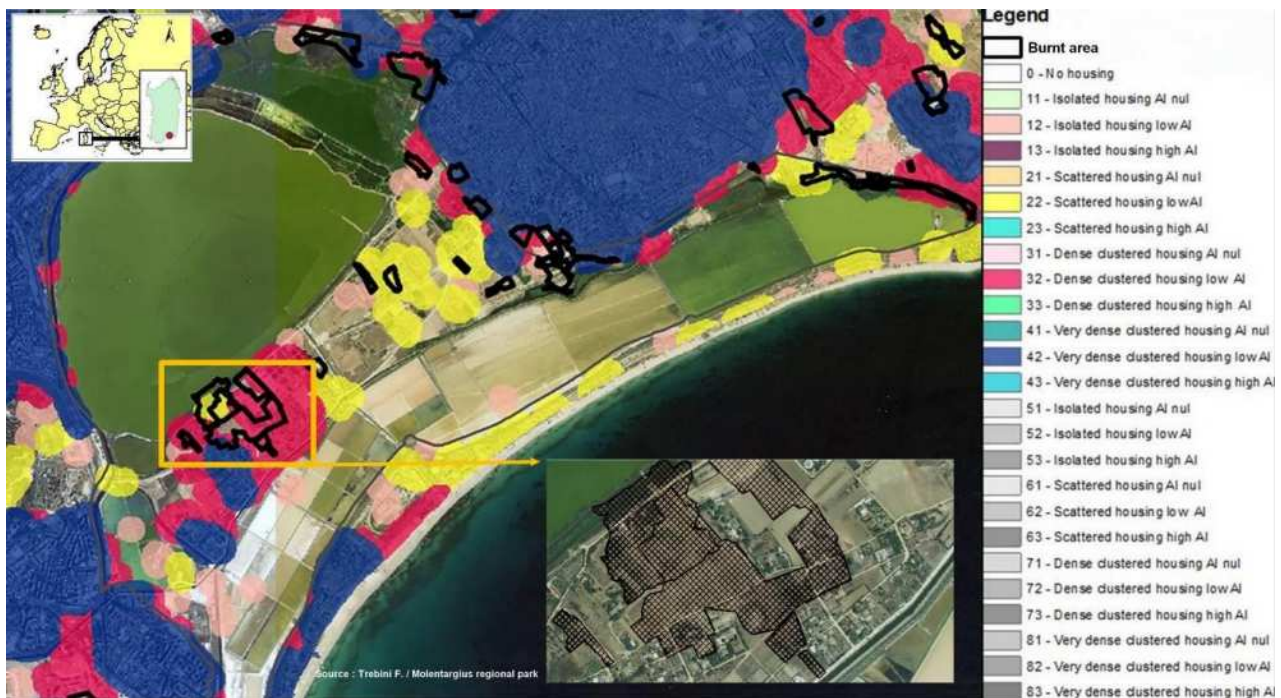 N
Legend
Burnt area
0 - No housing
11 - Isolated housing AI nul
12 - Isolated housing low AI
13 - Isolated housing high AI
21 - Scattered housing AI nul
22 - Scattered housing low AI
23 - Scattered housing high AI
31 - Dense clustered housing AI nul
32 - Dense clustered housing low AI
33 - Dense clustered housing high AI
41 - Very dense clustered housing AI nul
42 - Very dense clustered housing low AI
43 - Very dense clustered housing high AI
51 - Isolated housing AI nul
52 - Isolated housing low AI
53 - Isolated housing high AI
61 - Scattered housing AI nul
62 - Scattered housing low AI
63 - Scattered housing high AI
71 - Dense clustered housing AI nul
72 - Dense clustered housing low AI
73 - Dense clustered housing high AI
81 - Very dense clustered housing AI nul
82 - Very dense clustered housing low AI
83 - Very dense clustered housing high AI
Source : Trebini F. / Molentargius regional park